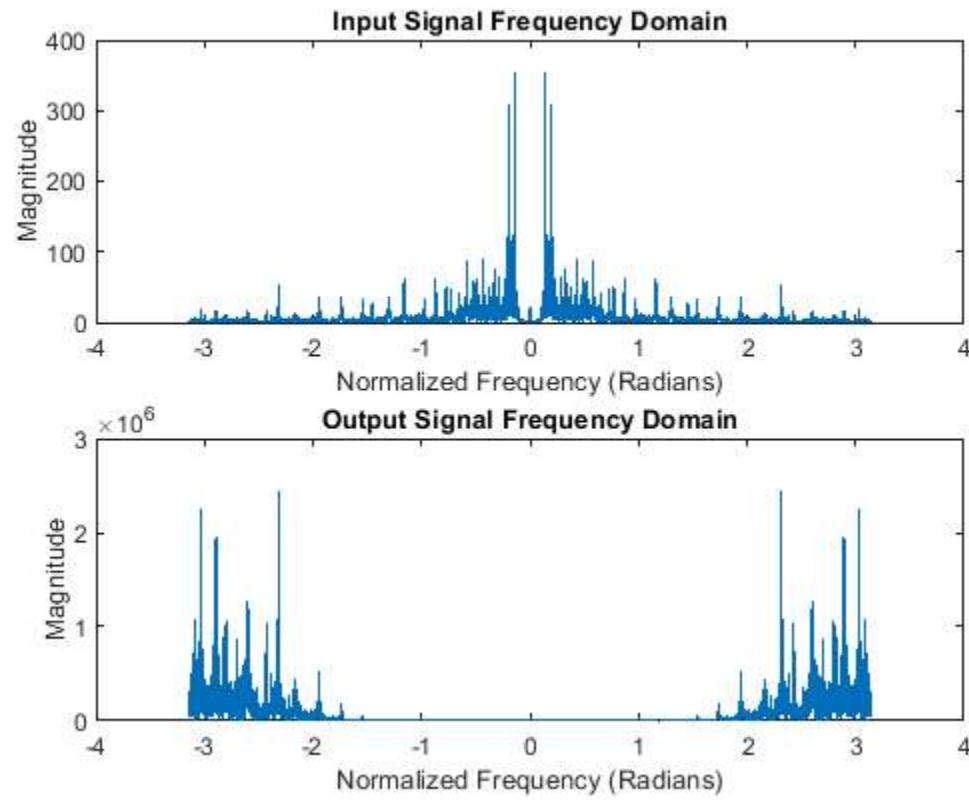 Input Signal Frequency Domain
400
300
200
100
0
Magnitude
-4 -3 -2 -1 0 1 2 3 4
Normalized Frequency (Radians)
Output Signal Frequency Domain
×10^6
3
2
1
0
Magnitude
-4 -3 -2 -1 0 1 2 3 4
Normalized Frequency (Radians)